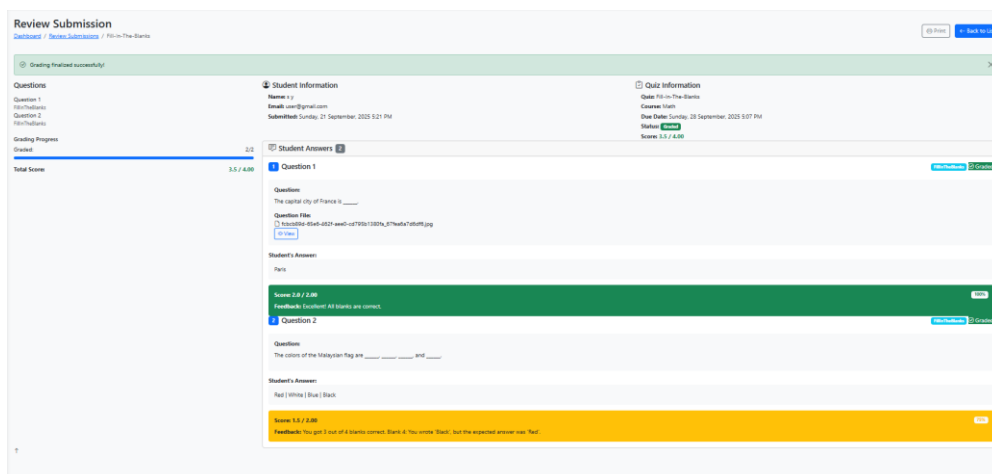 Review Submission
Dashboard / Review Submissions / Fill-In-The-Blanks
Print
← Back to
Grading finalized successfully!
Questions
Question 1
FillInTheBlanks
Question 2
FillInTheBlanks
Grading Progress
Graded: 2/2
Total Score: 3.5 / 4.00
Student Information
Name: x y
Email: user@gmail.com
Submitted: Sunday, 21 September, 2025 5:21 PM
Quiz Information
Quiz: Fill-In-The-Blanks
Course: Math
Due Date: Sunday, 28 September, 2025 5:07 PM
Status: Graded
Score: 3.5 / 4.00
Student Answers 2
1 Question 1
FillInTheBlanks Graded
Question:
The capital city of France is _____.
Question File:
View
Student's Answer:
Paris
Score: 2.0 / 2.00
100%
Feedback: Excellent! All blanks are correct.
2 Question 2
FillInTheBlanks Graded
Question:
The colors of the Malaysian flag are _____, _____, _____, and _____.
Student's Answer:
Red | White | Blue | Black
Score: 1.5 / 2.00
75%
Feedback: You got 3 out of 4 blanks correct. Blank 4: You wrote 'Black', but the expected answer was 'Red'.